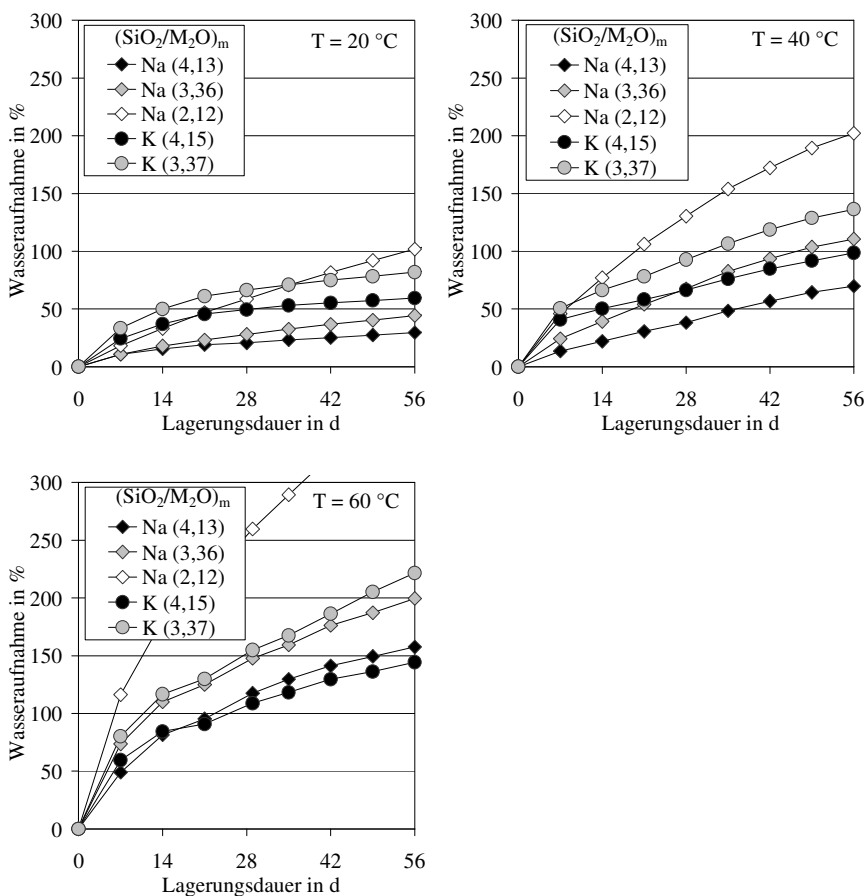 300
250
200
150
100
50
0
Wasseraufnahme in %
(SiO₂/M₂O)ₘ
Na (4,13)
Na (3,36)
Na (2,12)
K (4,15)
K (3,37)
T = 20 °C
0 14 28 42 56
Lagerungsdauer in d
300
250
200
150
100
50
0
Wasseraufnahme in %
(SiO₂/M₂O)ₘ
Na (4,13)
Na (3,36)
Na (2,12)
K (4,15)
K (3,37)
T = 40 °C
0 14 28 42 56
Lagerungsdauer in d
300
250
200
150
100
50
0
Wasseraufnahme in %
(SiO₂/M₂O)ₘ
Na (4,13)
Na (3,36)
Na (2,12)
K (4,15)
K (3,37)
T = 60 °C
0 14 28 42 56
Lagerungsdauer in d